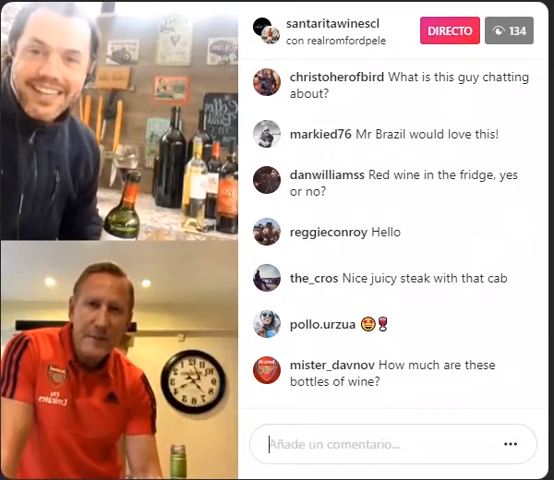 santaritawinescl
con realromfordpele
DIRECTO
134
christoherofbird What is this guy chatting
about?
markied76 Mr Brazil would love this!
danwilliamss Red wine in the fridge, yes
or no?
reggieconroy Hello
the_cros Nice juicy steak with that cab
pollo.urzua 😍🍷
mister_davnov How much are these
bottles of wine?
Añade un comentario...